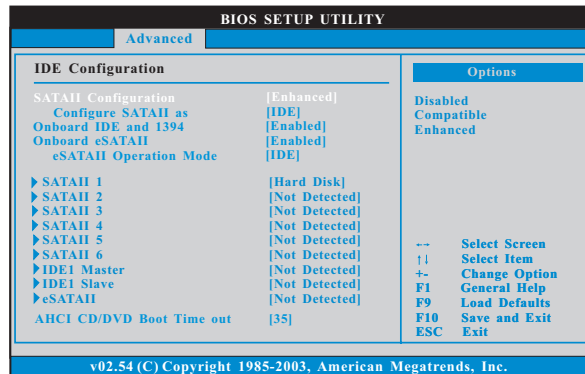 BIOS SETUP UTILITY
Advanced
IDE Configuration
SATAII Configuration [Enhanced]
Configure SATAII as [IDE]
Onboard IDE and 1394 [Enabled]
Onboard eSATAII [Enabled]
eSATAII Operation Mode [IDE]
SATAII 1 [Hard Disk]
SATAII 2 [Not Detected]
SATAII 3 [Not Detected]
SATAII 4 [Not Detected]
SATAII 5 [Not Detected]
SATAII 6 [Not Detected]
IDE1 Master [Not Detected]
IDE1 Slave [Not Detected]
eSATAII [Not Detected]
AHCI CD/DVD Boot Time out [35]
Options
Disabled
Compatible
Enhanced
←→ Select Screen
↑↓ Select Item
+- Change Option
F1 General Help
F9 Load Defaults
F10 Save and Exit
ESC Exit
v02.54 (C) Copyright 1985-2003, American Megatrends, Inc.